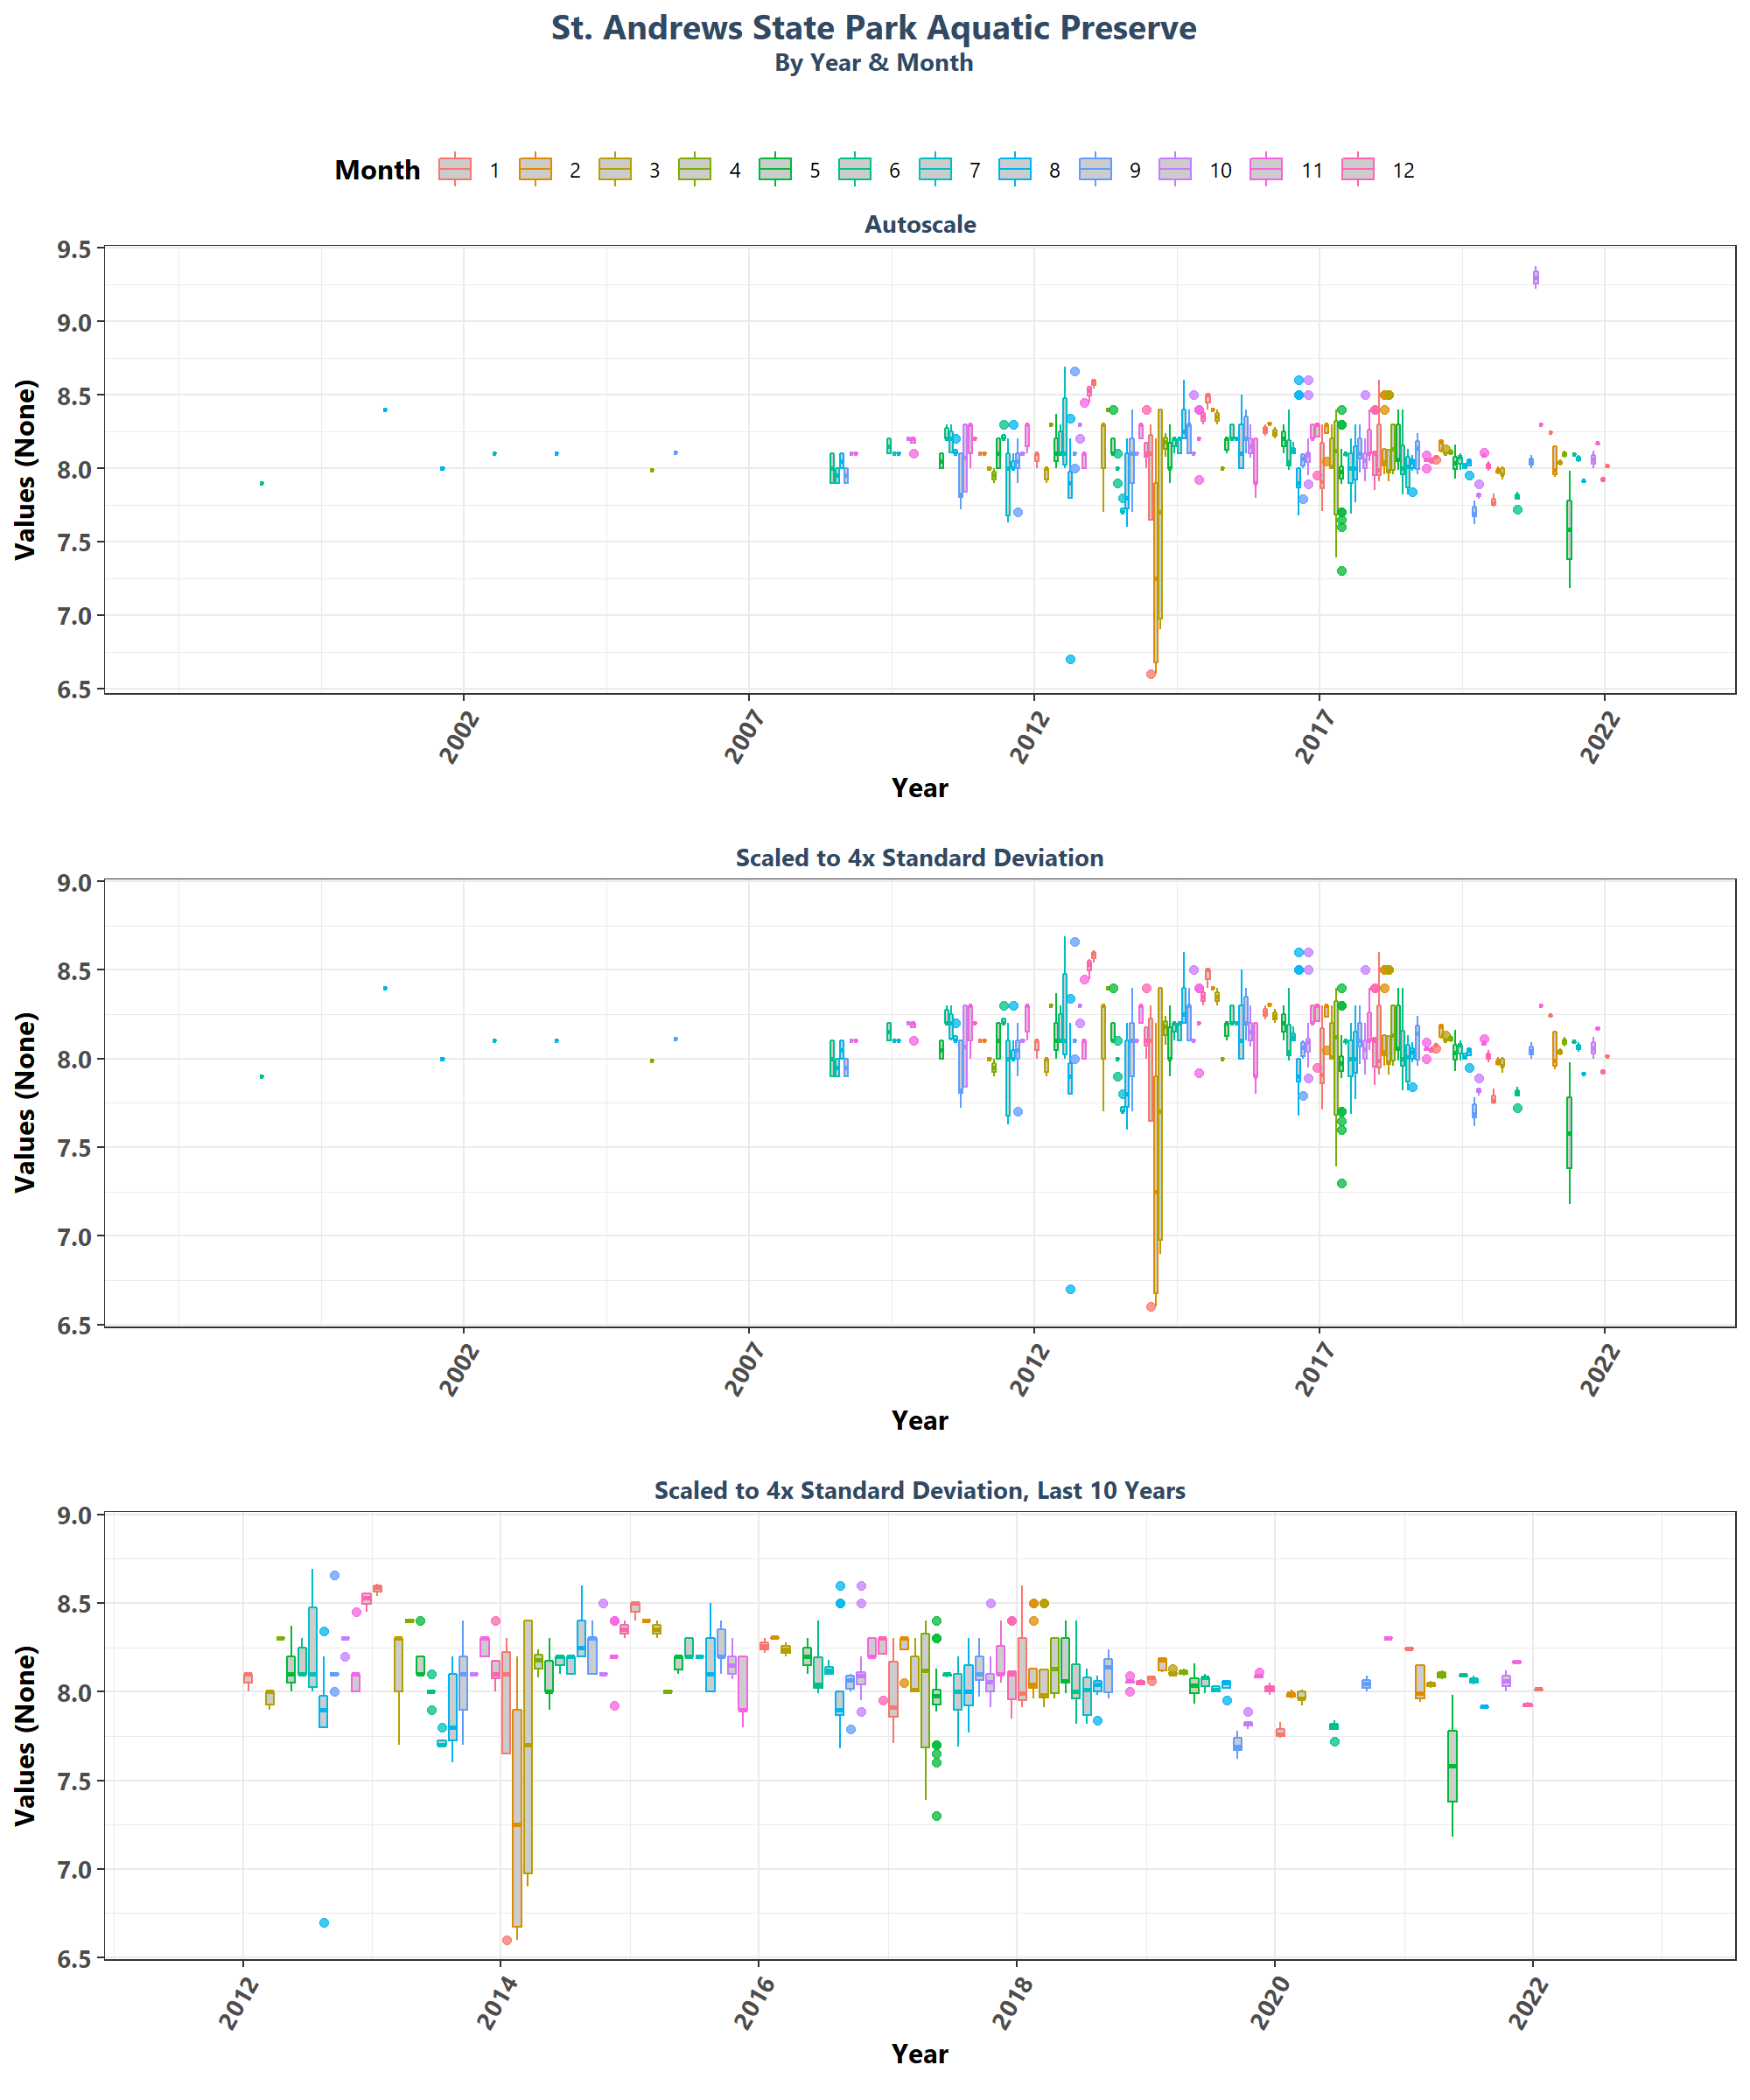 St. Andrews State Park Aquatic Preserve
By Year & Month
Month 1 2 3 4 5 6 7 8 9 10 11 12
Autoscale
9.5
9.0
8.5
8.0
7.5
7.0
6.5
Values (None)
2002 2007 2012 2017 2022
Year
Scaled to 4x Standard Deviation
9.0
8.5
8.0
7.5
7.0
6.5
Values (None)
2002 2007 2012 2017 2022
Year
Scaled to 4x Standard Deviation, Last 10 Years
9.0
8.5
8.0
7.5
7.0
6.5
Values (None)
2012 2014 2016 2018 2020 2022
Year